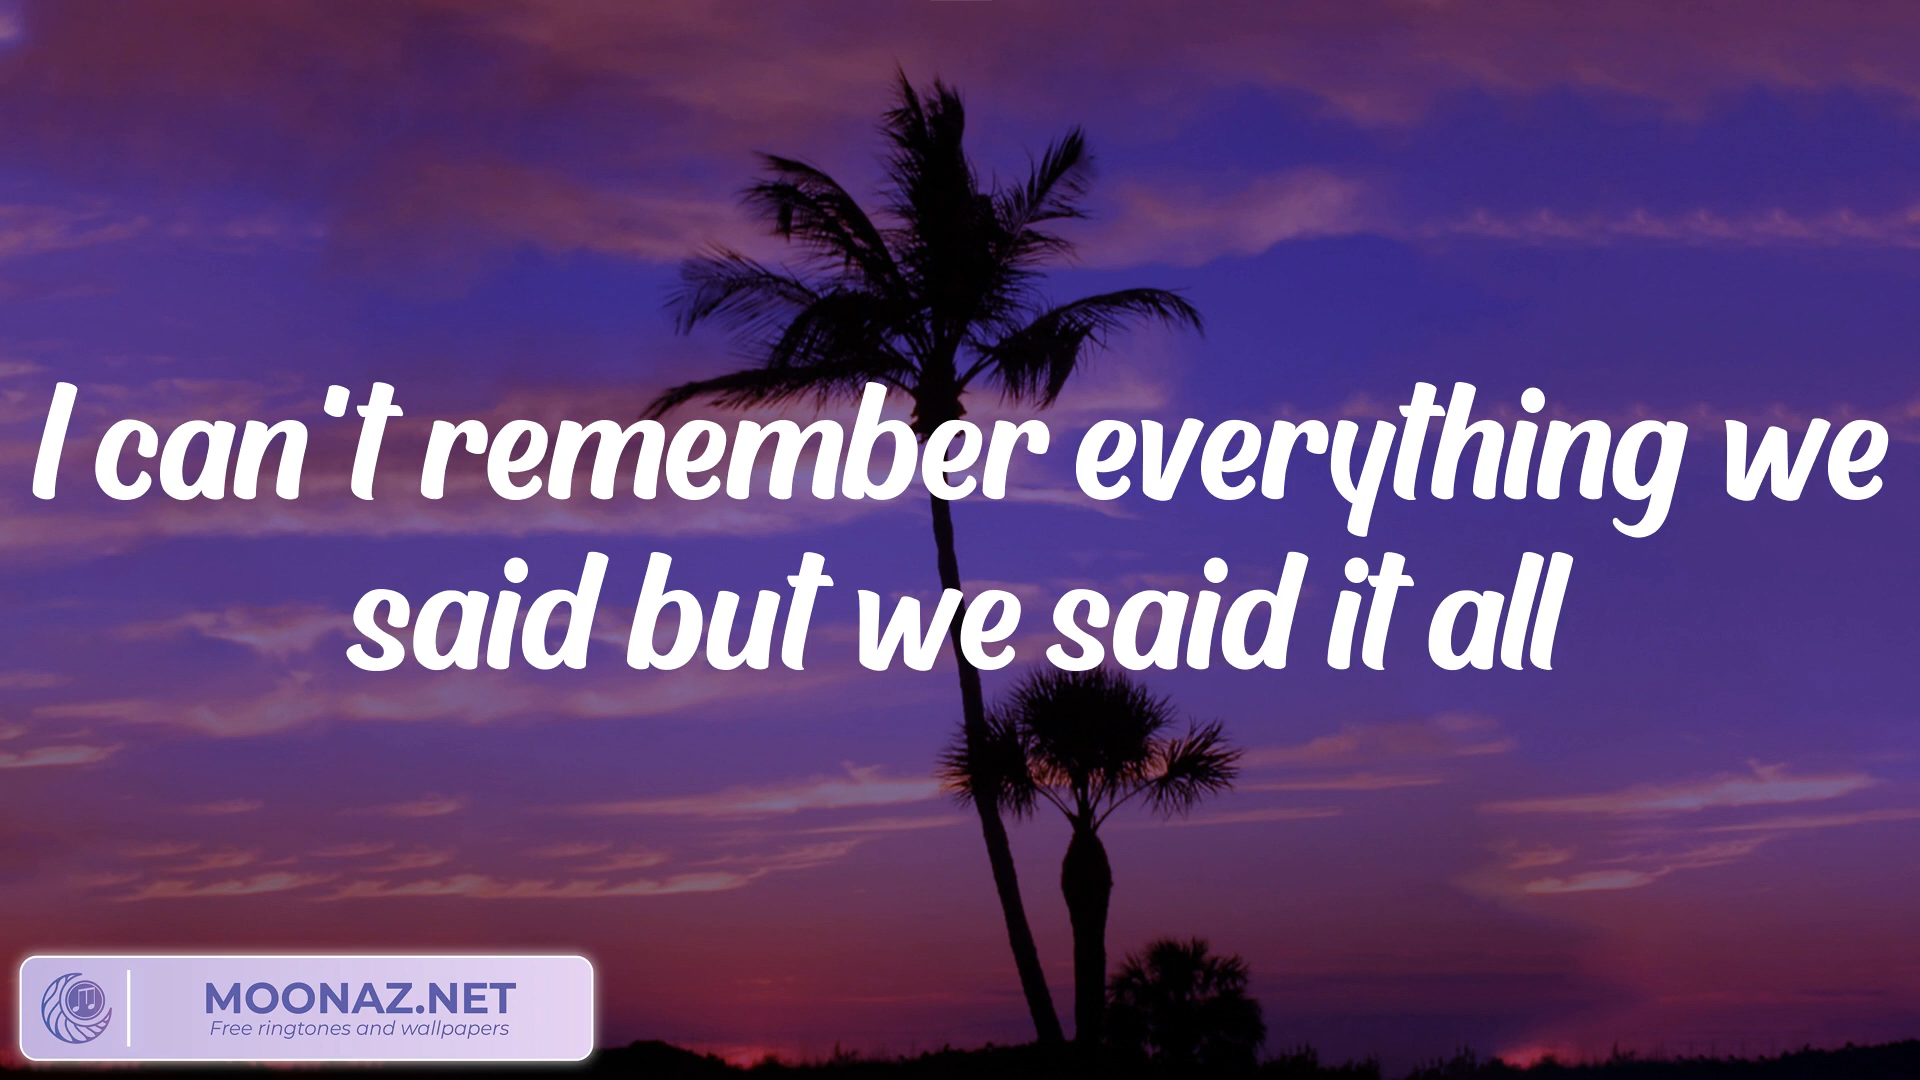 I can't remember everything we
said but we said it all
MOONAZ.NET
Free ringtones and wallpapers